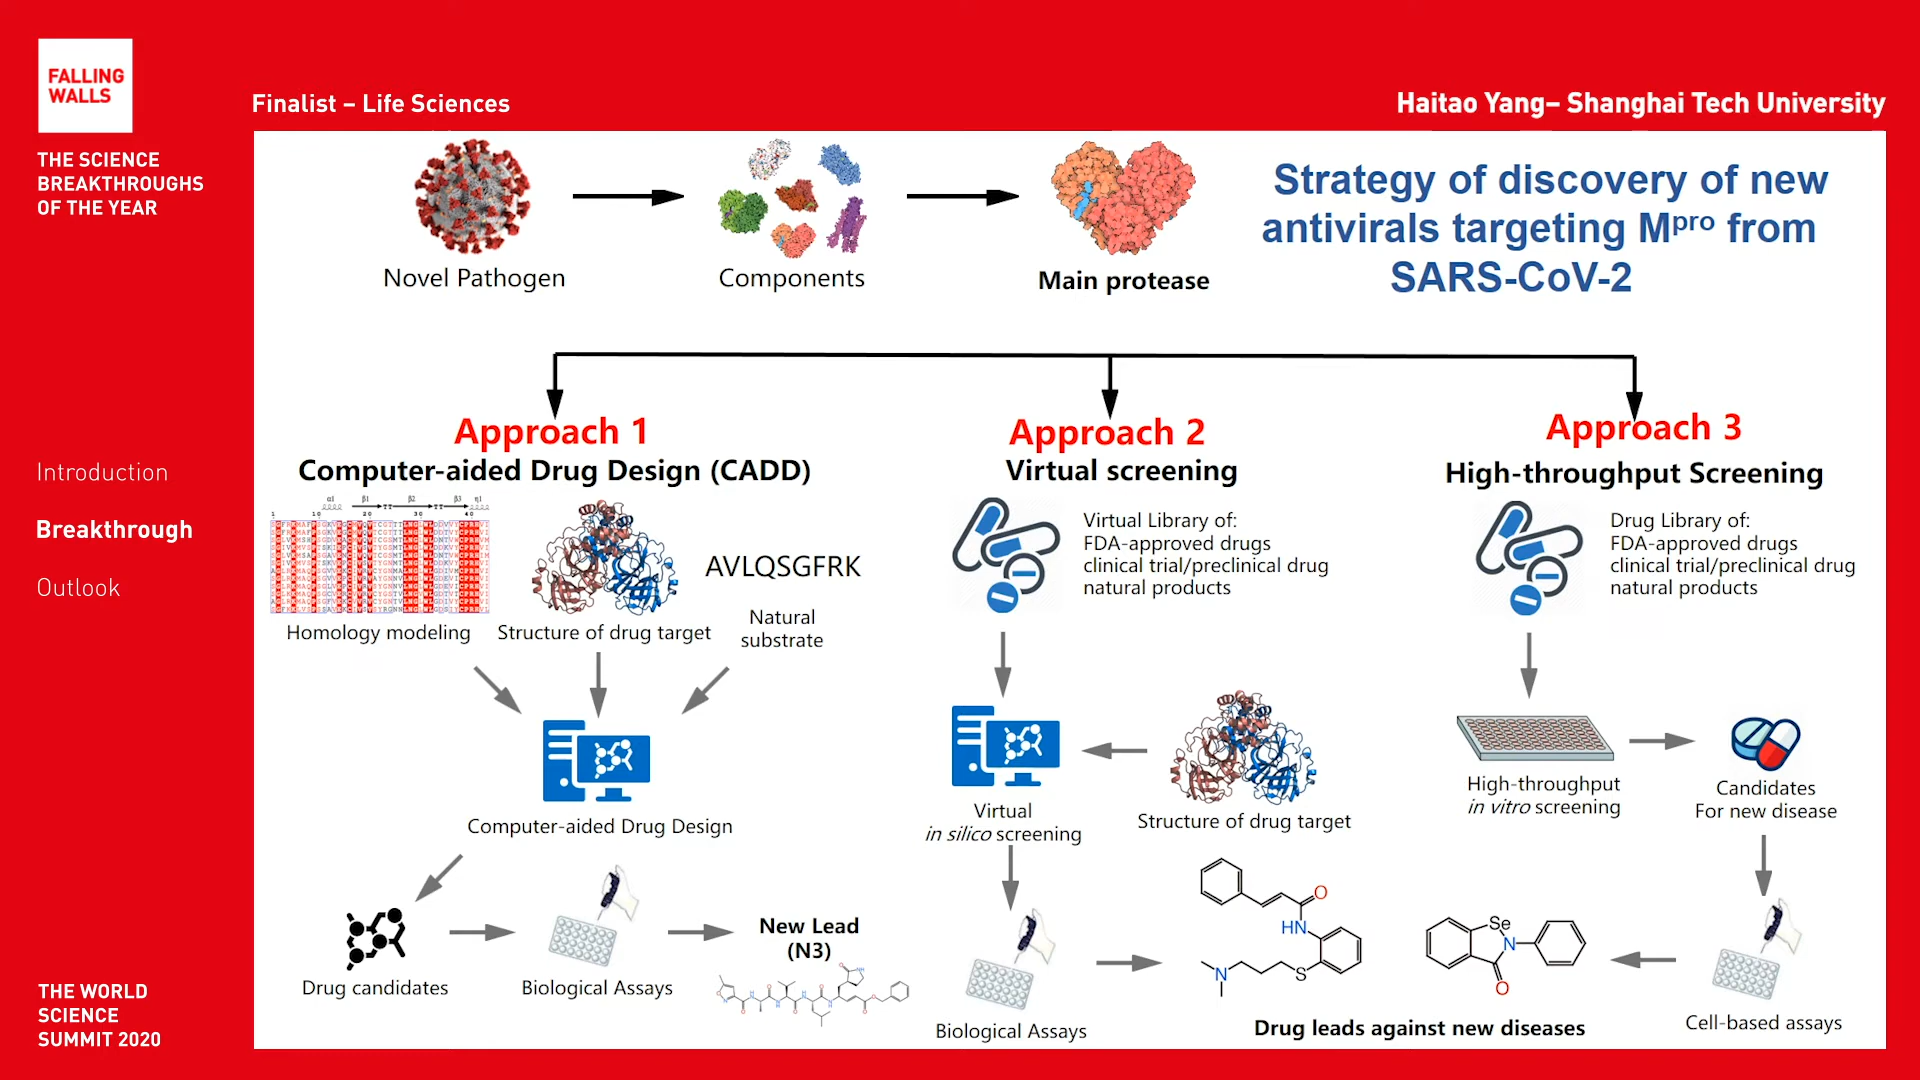 FALLING
WALLS
THE SCIENCE
BREAKTHROUGHS
OF THE YEAR
Finalist – Life Sciences
Haitao Yang– Shanghai Tech University
Introduction
Breakthrough
Outlook
THE WORLD
SCIENCE
SUMMIT 2020
Novel Pathogen
Components
Main protease
Strategy of discovery of new
antivirals targeting Mᵖʳᵒ from
SARS-CoV-2
Approach 1
Computer-aided Drug Design (CADD)
Homology modeling
Structure of drug target
AVLQSGFRK
Natural
substrate
Computer-aided Drug Design
Drug candidates
Biological Assays
New Lead
(N3)
Approach 2
Virtual screening
Virtual Library of:
FDA-approved drugs
clinical trial/preclinical drug
natural products
Virtual
in silico screening
Structure of drug target
Biological Assays
O
HN
N
S
Approach 3
High-throughput Screening
Drug Library of:
FDA-approved drugs
clinical trial/preclinical drug
natural products
High-throughput
in vitro screening
Candidates
For new disease
Cell-based assays
Se
N
O
Drug leads against new diseases